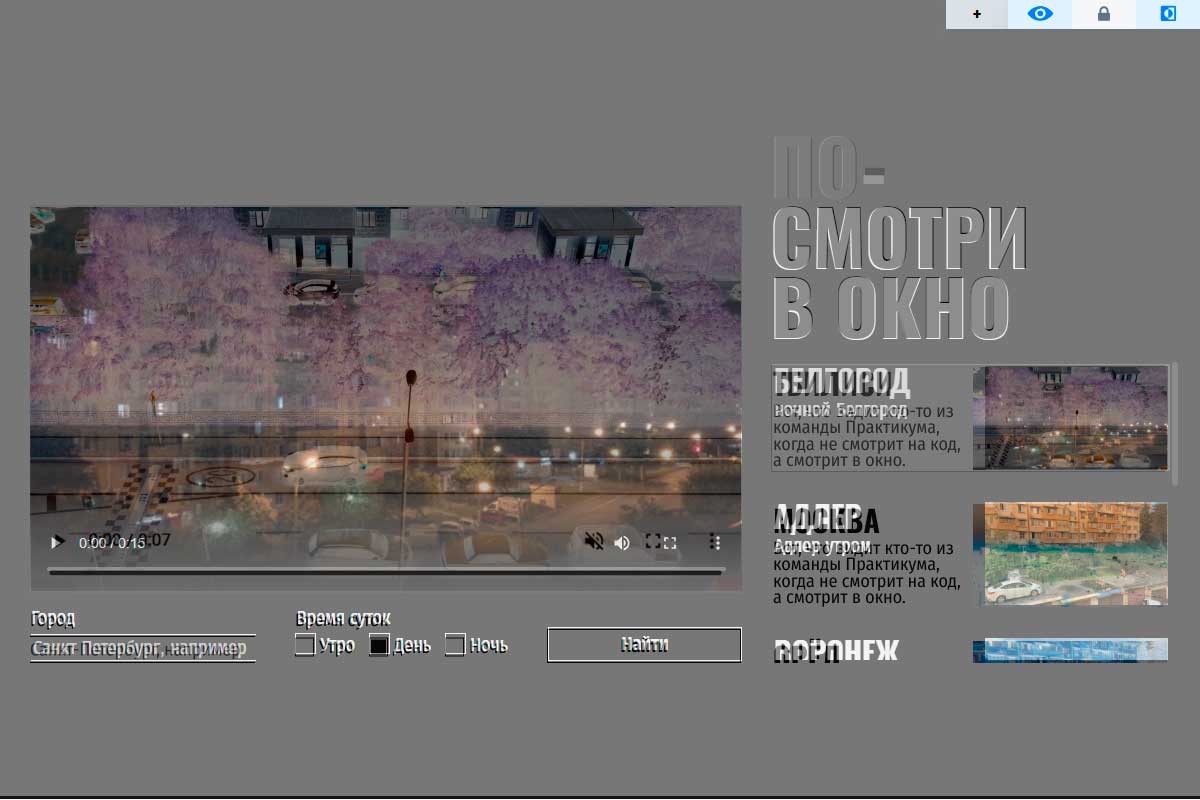 +
ПО-
СМОТРИ
В ОКНО
БЕЛГОРОД
ночной Белгород
кто-то из
команды Практикума,
когда не смотрит на код,
а смотрит в окно.
0:00 / 0:15
МОСКВА
Адлер утром
кто-то из
команды Практикума,
когда не смотрит на код,
а смотрит в окно.
Город
Время суток
Санкт Петербург, например
Утро
День
Ночь
Найти
ВОРОНЕЖ